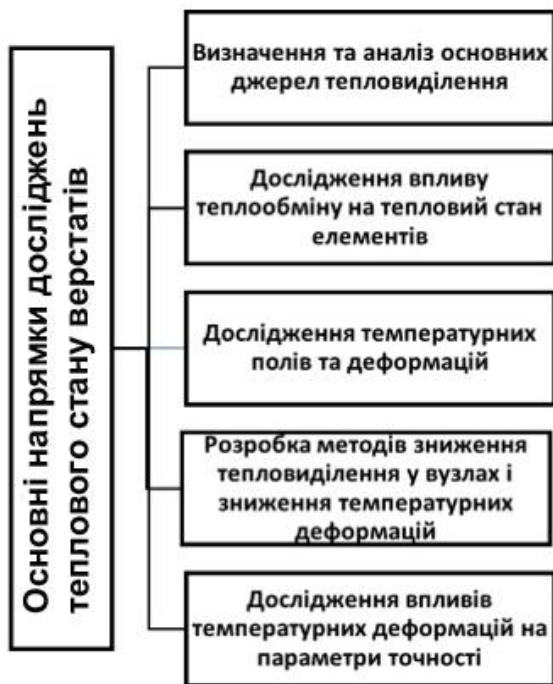 Основні напрямки досліджень
теплового стану верстатів
Визначення та аналіз основних
джерел тепловиділення
Дослідження впливу
теплообміну на тепловий стан
елементів
Дослідження температурних
полів та деформацій
Розробка методів зниження
тепловиділення у вузлах і
зниження температурних
деформацій
Дослідження впливів
температурних деформацій на
параметри точності